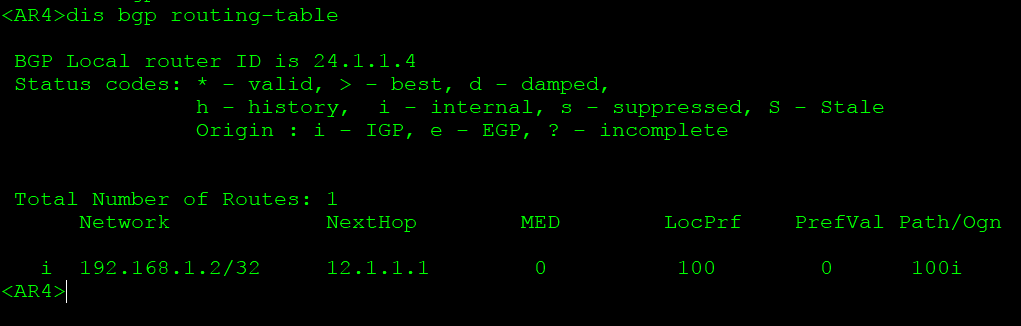 <AR4>dis bgp routing-table
BGP Local router ID is 24.1.1.4
Status codes: * - valid, > - best, d - damped,
h - history,  i - internal, s - suppressed, S - Stale
Origin : i - IGP, e - EGP, ? - incomplete
Total Number of Routes: 1
Network            NextHop        MED        LocPrf    PrefVal Path/Ogn
i  192.168.1.2/32     12.1.1.1        0          100        0      100i
<AR4>